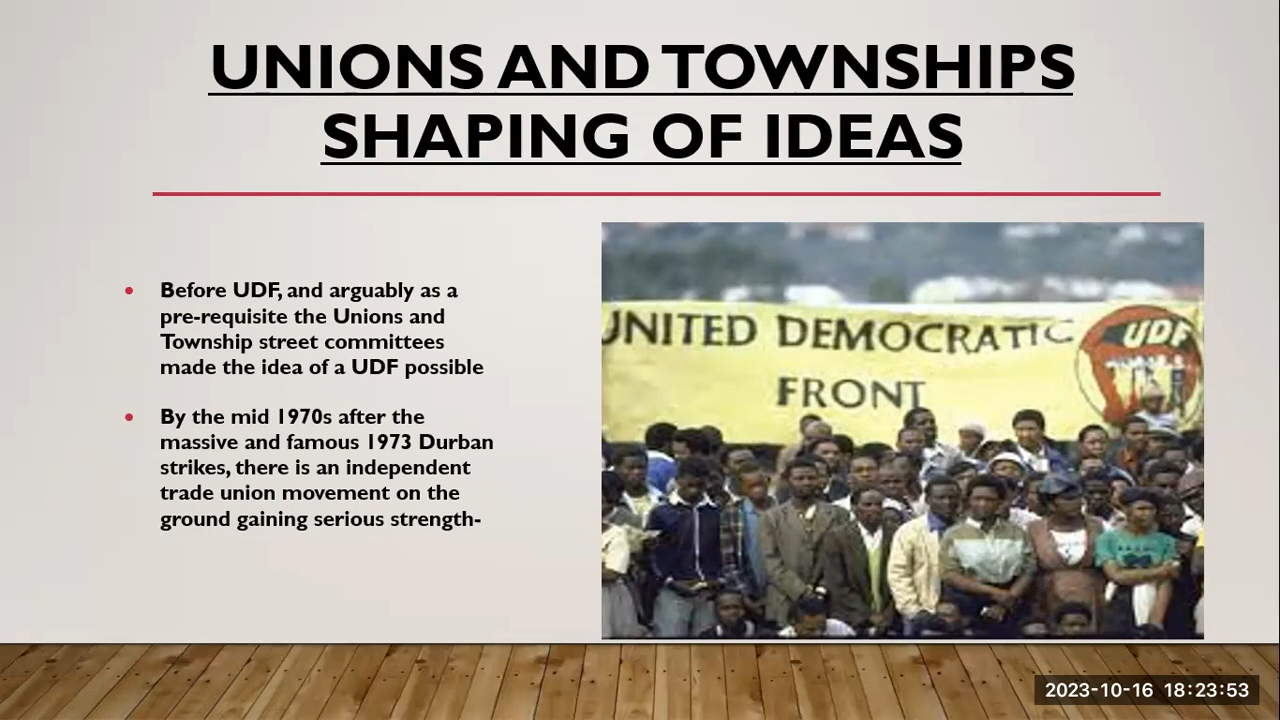 UNIONS AND TOWNSHIPS
SHAPING OF IDEAS
Before UDF, and arguably as a
pre-requisite the Unions and
Township street committees
made the idea of a UDF possible
By the mid 1970s after the
massive and famous 1973 Durban
strikes, there is an independent
trade union movement on the
ground gaining serious strength-
UNITED DEMOCRATIC
FRONT
UDF
2023-10-16 18:23:53